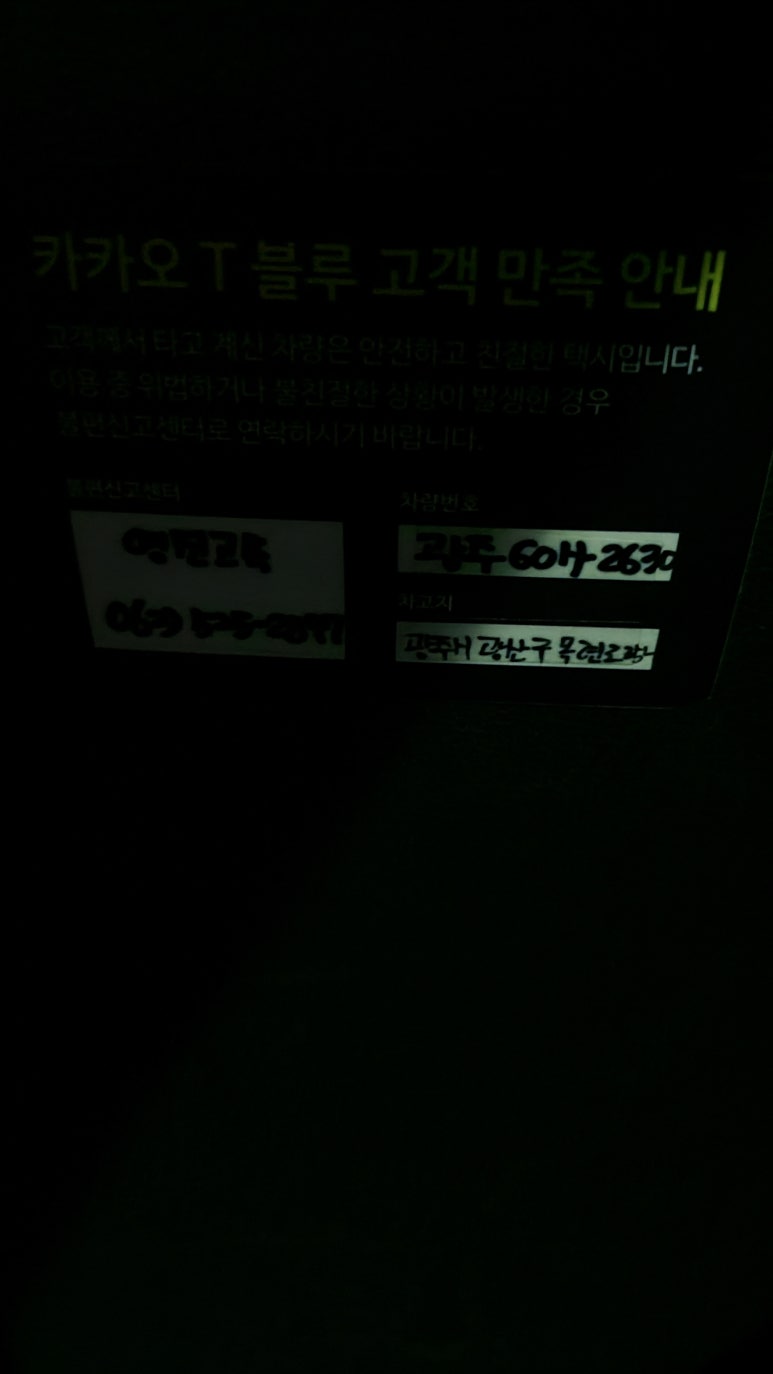 카카오 T 블루 고객 만족 안내
고객께서 타고 계신 차량은 안전하고 친절한 택시입니다.
이용 중 위법하거나 불친절한 상황이 발생한 경우
불편신고센터로 연락하시기 바랍니다.
불편신고센터
차량번호
광주 60바 2630
차고지
광주시 광산구